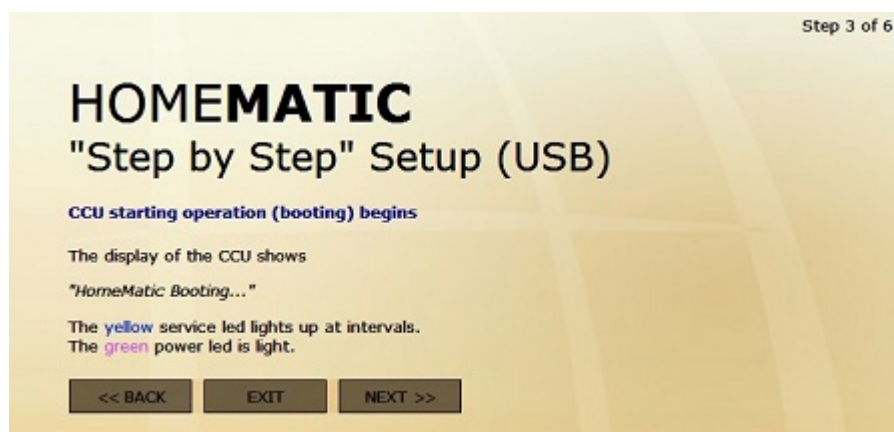 Step 3 of 6
HOMEMATIC
"Step by Step" Setup (USB)
CCU starting operation (booting) begins
The display of the CCU shows
"HomeMatic Booting..."
The yellow service led lights up at intervals.
The green power led is light.
<< BACK EXIT NEXT >>